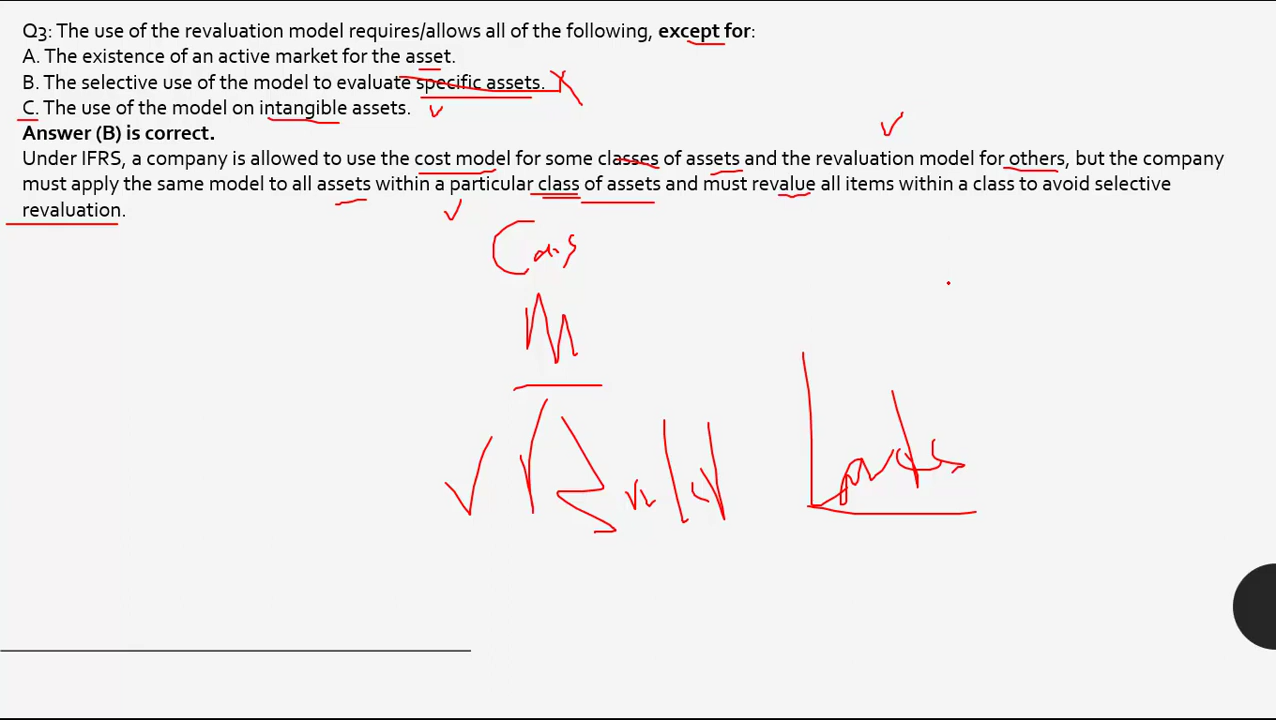 Q3: The use of the revaluation model requires/allows all of the following, except for:
A. The existence of an active market for the asset.
B. The selective use of the model to evaluate specific assets.
C. The use of the model on intangible assets.
Answer (B) is correct.
Under IFRS, a company is allowed to use the cost model for some classes of assets and the revaluation model for others, but the company
must apply the same model to all assets within a particular class of assets and must revalue all items within a class to avoid selective
revaluation.